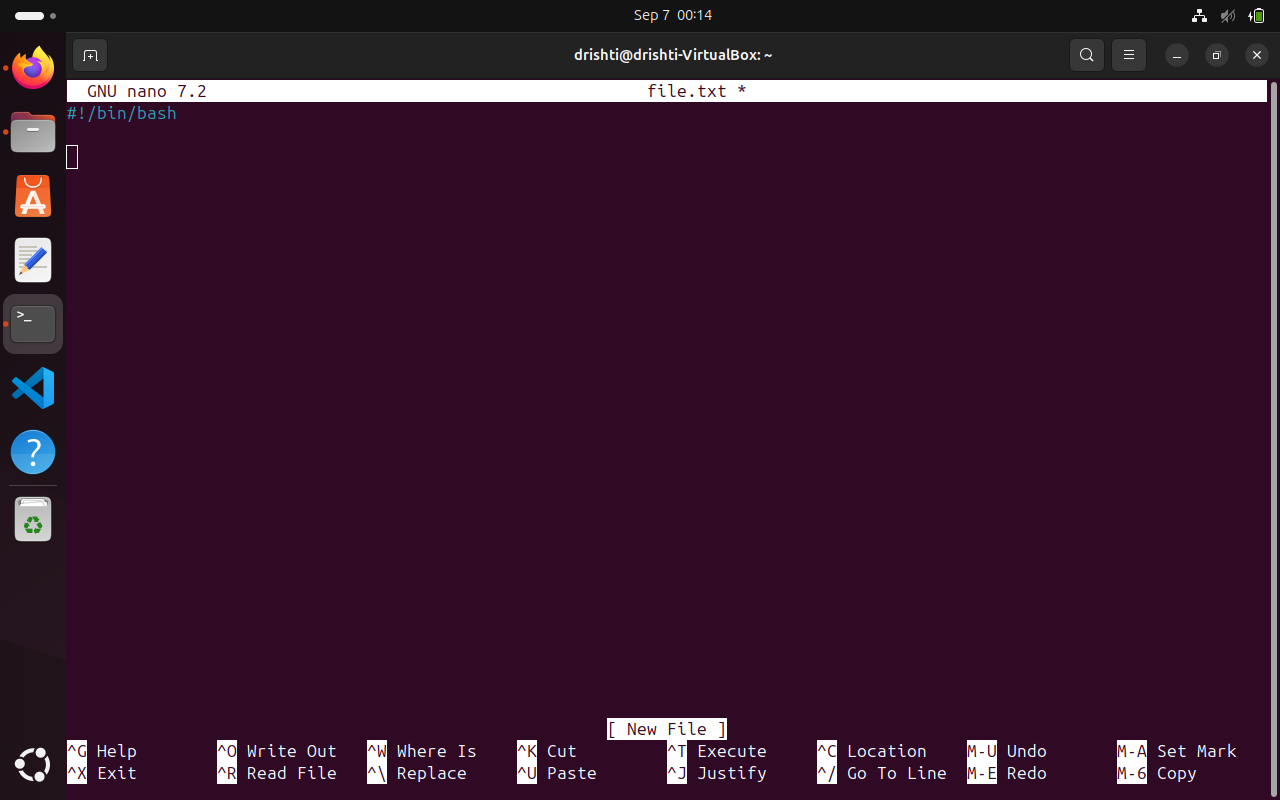 Sep 7 00:14
drishti@drishti-VirtualBox: ~
GNU nano 7.2 file.txt *
#!/bin/bash
[ New File ]
^G Help ^O Write Out ^W Where Is ^K Cut ^T Execute ^C Location M-U Undo M-A Set Mark
^X Exit ^R Read File ^\ Replace ^U Paste ^J Justify ^/ Go To Line M-E Redo M-6 Copy